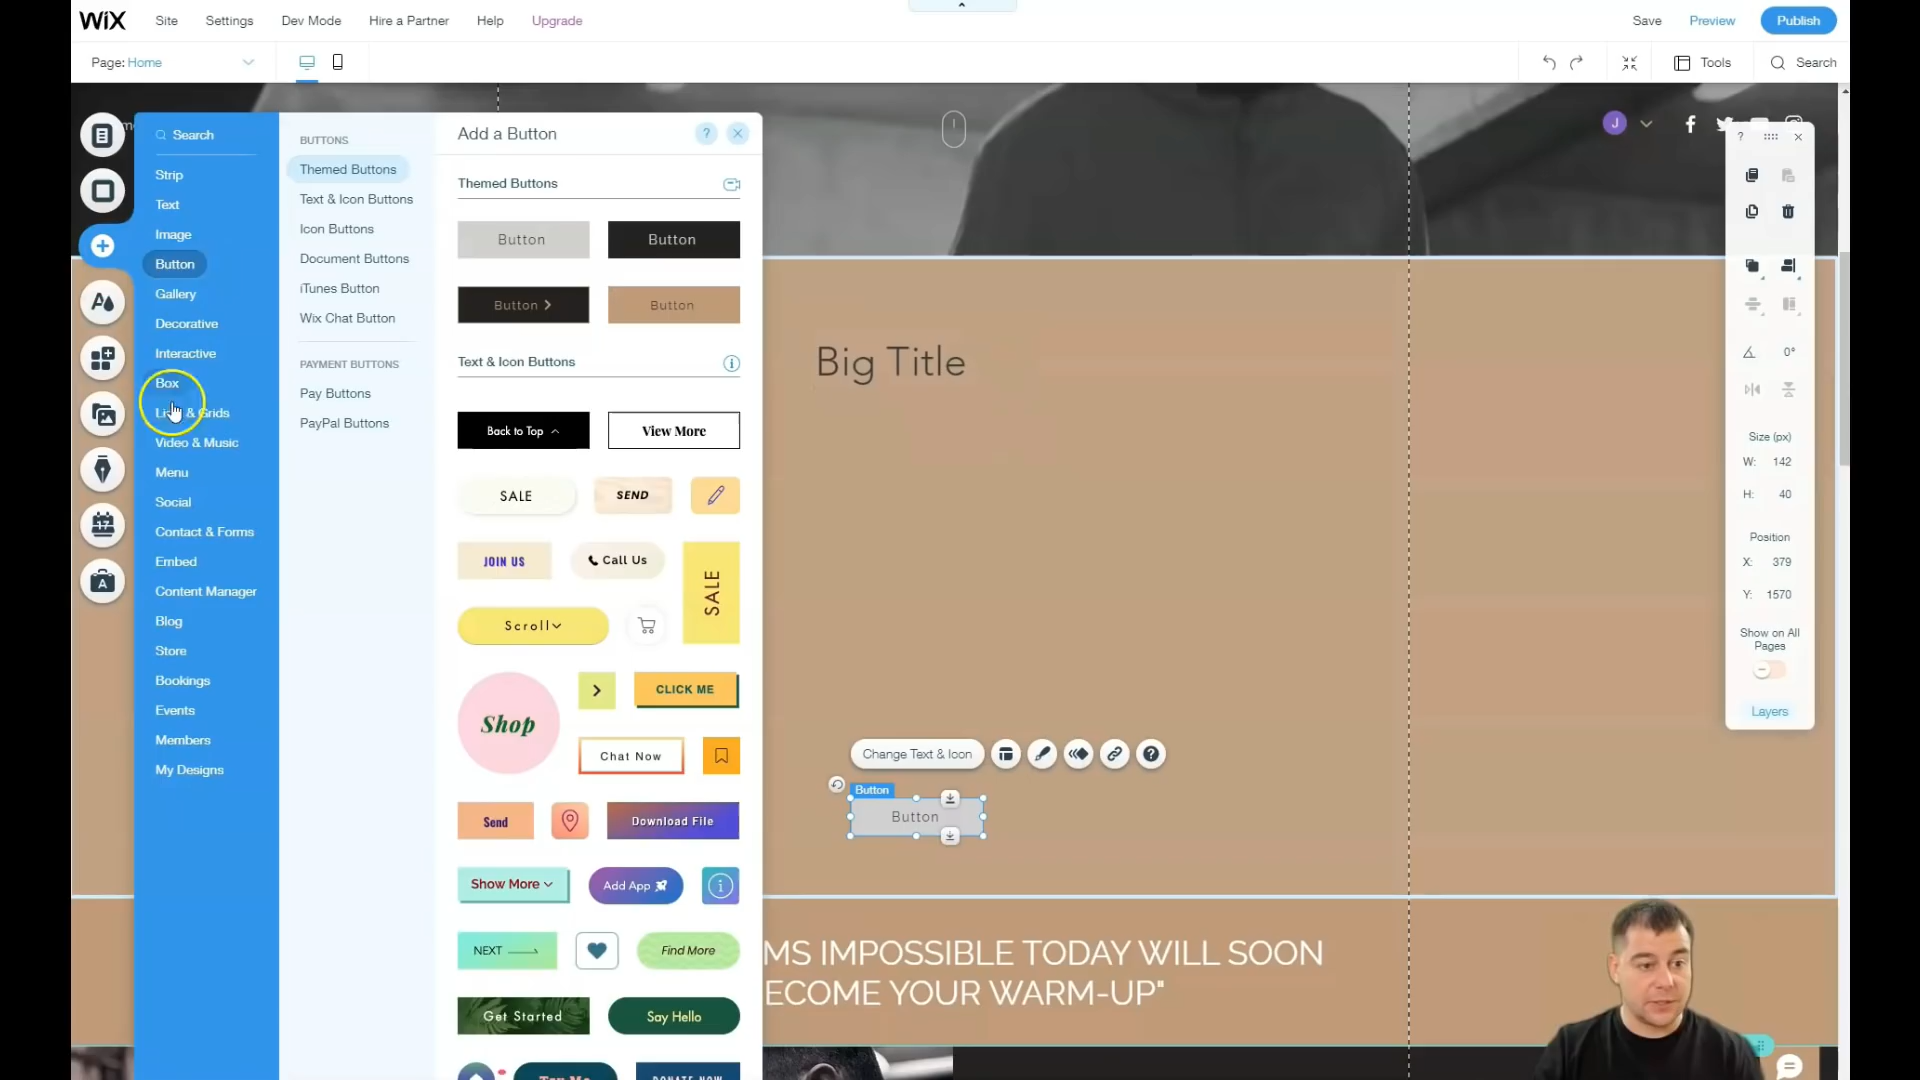 WiX
Site
Settings
Dev Mode
Hire a Partner
Help
Upgrade
Save
Preview
Publish
Page: Home
Tools
Search
Search
Strip
Text
Image
Button
Gallery
Decorative
Interactive
Box
Video & Music
Menu
Social
Contact & Forms
Embed
Content Manager
Blog
Store
Bookings
Events
Members
My Designs
BUTTONS
Themed Buttons
Text & Icon Buttons
Icon Buttons
Document Buttons
iTunes Button
Wix Chat Button
PAYMENT BUTTONS
Pay Buttons
PayPal Buttons
Add a Button
?
Themed Buttons
Button
Button
Button
Button
Text & Icon Buttons
Back to Top
View More
SALE
SEND
JOIN US
Call Us
SALE
Scroll
Shop
CLICK ME
Chat Now
Send
Download File
Show More
Add App
NEXT
Find More
Get Started
Say Hello
DONATE NOW
J
Big Title
Change Text & Icon
?
Button
Button
MS IMPOSSIBLE TODAY WILL SOON
ECOME YOUR WARM-UP"
?
0°
Size (px)
W: 142
H: 40
Position
X: 379
Y: 1570
Show on All
Pages
Layers
17
A